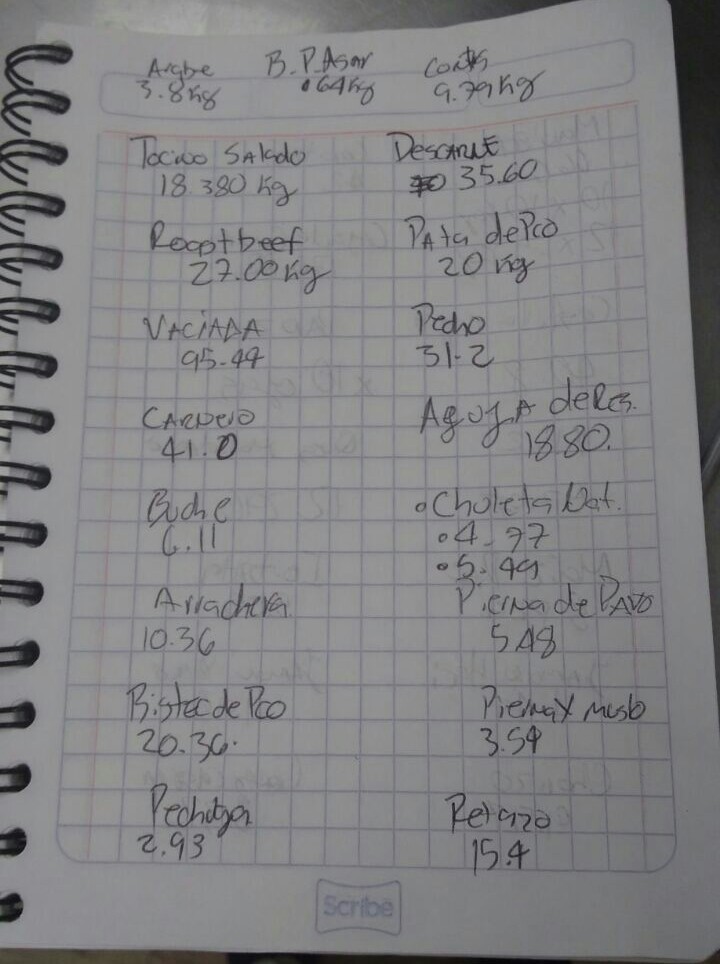 Arabe B. P. Asar Contra
3.8 Kg .64 Kg 9.79 Kg
Tocino Salado
18.380 Kg
Descarne
35.60
Roastbeef
27.00 Kg
Pata de Pco
20 Kg
VACIADA
95.44
Pecho
31.2
Carnero
41.0
Aguja de Res.
18.80.
Buche
6.11
Chuleta Nat.
4.77
5.49
Arrachera
10.36
Pierna de Pavo
5.48
Bistec de Pco
20.36.
Pierna y muslo
3.54
Pechuga
2.93
Retazo
15.4
Scribe